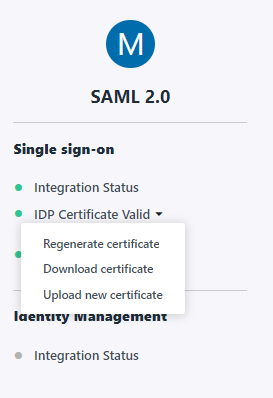 M
SAML 2.0
Single sign-on
Integration Status
IDP Certificate Valid
Regenerate certificate
Download certificate
Upload new certificate
Identity Management
Integration Status